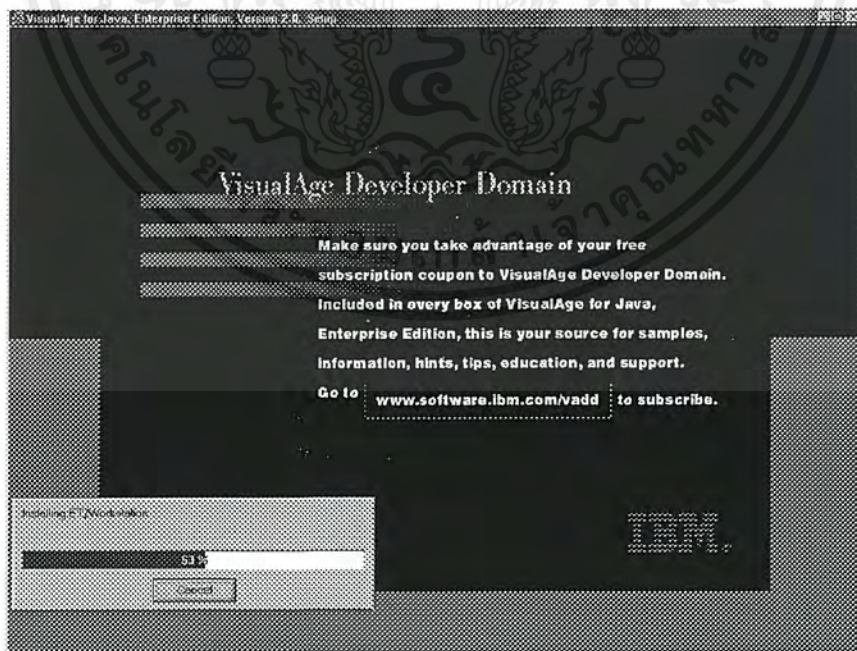 VisualAge for Java, Enterprise Edition, Version 2.0, Setup
VisualAge Developer Domain
Make sure you take advantage of your free
subscription coupon to VisualAge Developer Domain.
Included in every box of VisualAge for Java,
Enterprise Edition, this is your source for samples,
information, hints, tips, education, and support.
Go to www.software.ibm.com/vadd to subscribe.
IBM.
Installing ET/Workstation
53 %
Cancel